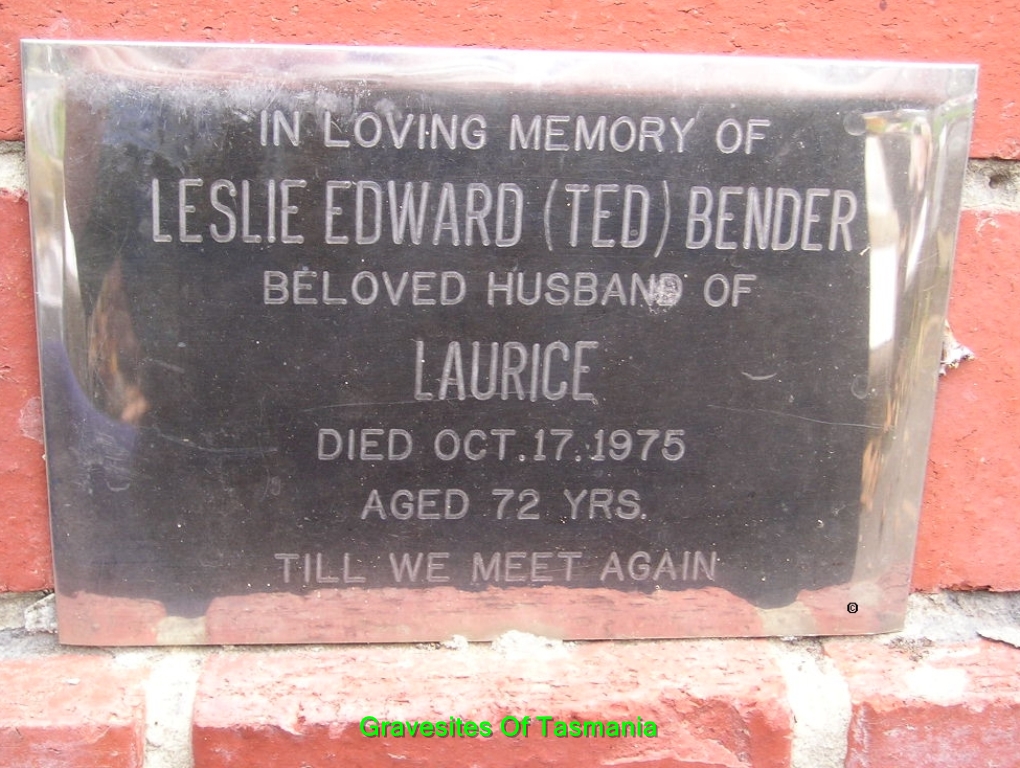 IN LOVING MEMORY OF
LESLIE EDWARD (TED) BENDER
BELOVED HUSBAND OF
LAURICE
DIED OCT.17.1975
AGED 72 YRS.
TILL WE MEET AGAIN
©
Gravesites Of Tasmania